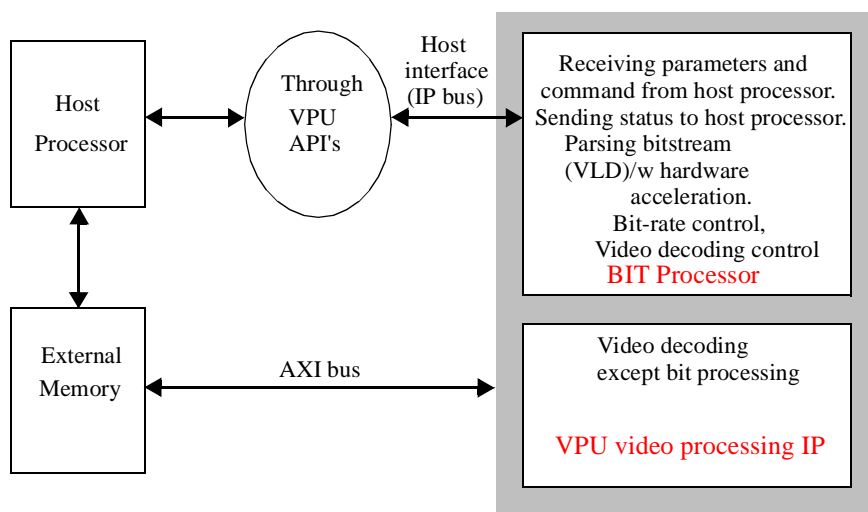 Host
Processor
Through
VPU
API's
Host
interface
(IP bus)
Receiving parameters and
command from host processor.
Sending status to host processor.
Parsing bitstream
(VLD)/w hardware
acceleration.
Bit-rate control,
Video decoding control
BIT Processor
External
Memory
AXI bus
Video decoding
except bit processing
VPU video processing IP